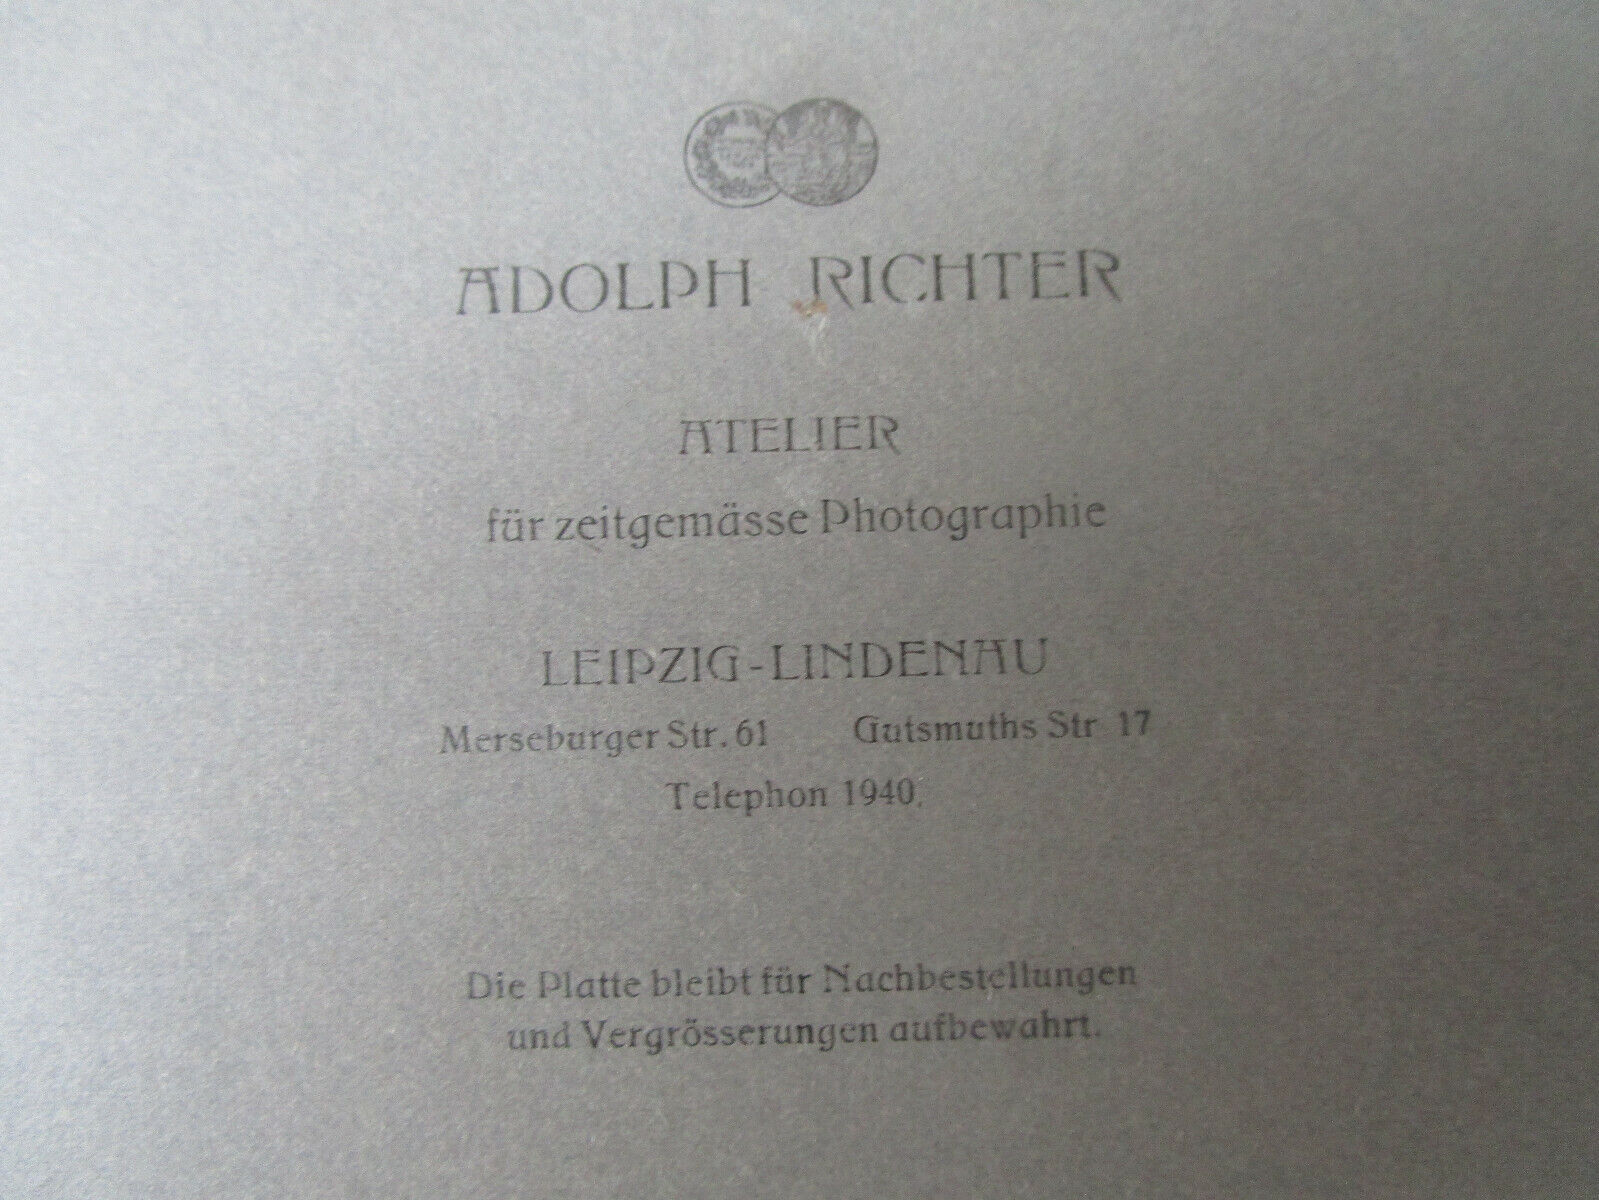 ADOLPH RICHTER
ATELIER
für zeitgemässe Photographie
LEIPZIG-LINDENAU
Merseburger Str. 61 Gutsmuths Str 17
Telephon 1940.
Die Platte bleibt für Nachbestellungen
und Vergrösserungen aufbewahrt.